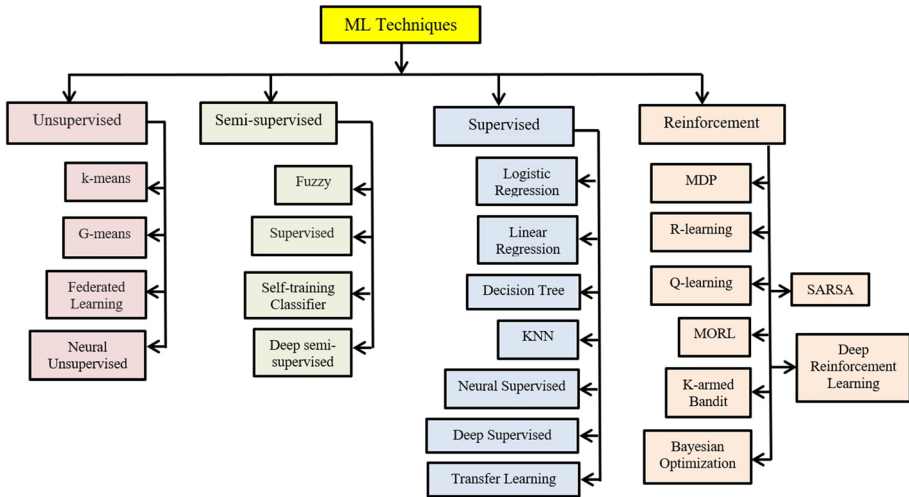 ML Techniques
Unsupervised
k-means
G-means
Federated
Learning
Neural
Unsupervised
Semi-supervised
Fuzzy
Supervised
Self-training
Classifier
Deep semi-
supervised
Supervised
Logistic
Regression
Linear
Regression
Decision Tree
KNN
Neural Supervised
Deep Supervised
Transfer Learning
Reinforcement
MDP
R-learning
Q-learning
MORL
K-armed
Bandit
Bayesian
Optimization
SARSA
Deep
Reinforcement
Learning